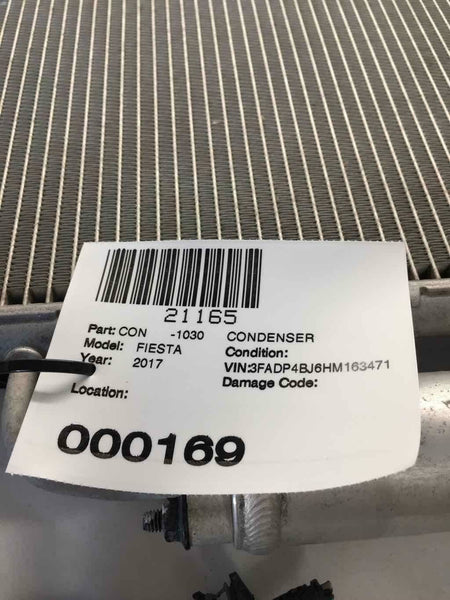 21165
Part: CON -1030 CONDENSER
Model: FIESTA Condition:
Year: 2017 VIN:3FADP4BJ6HM163471
Damage Code:
Location:
000169